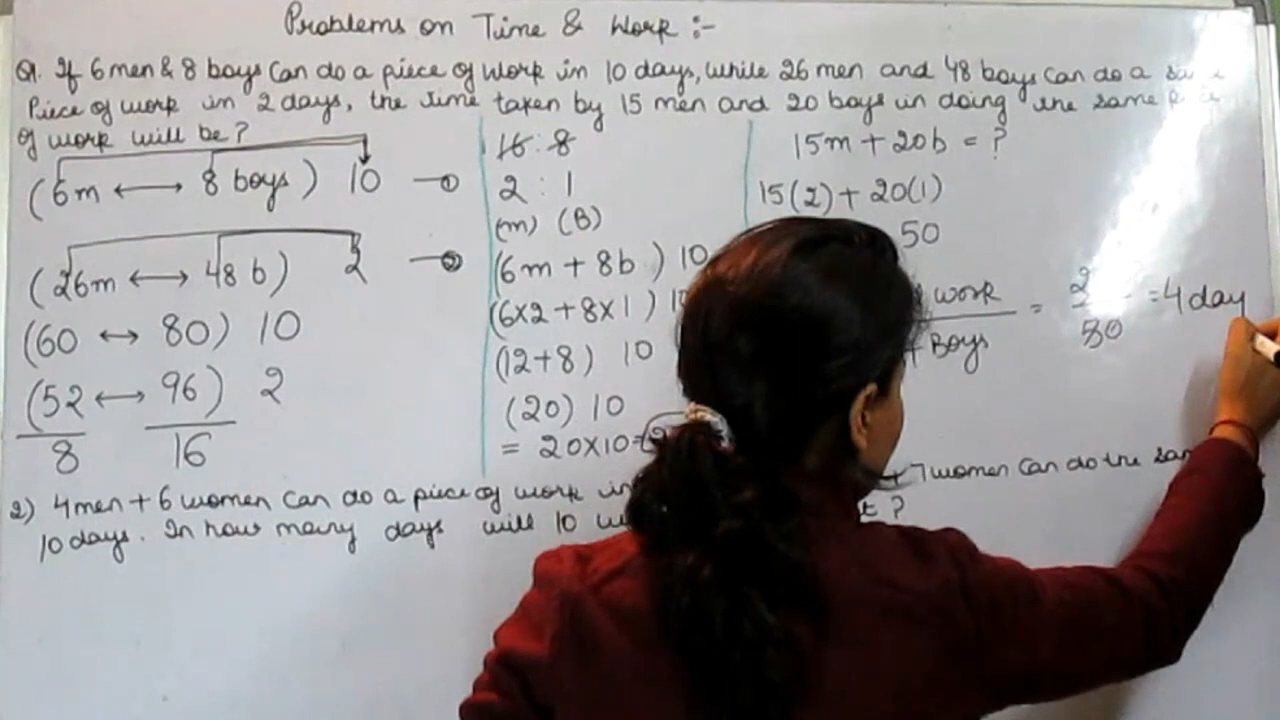 Problems on Time & Work :-
Q1. If 6 men & 8 boys can do a piece of work in 10 days, while 26 men and 48 boys can do a
Piece of work in 2 days, the time taken by 15 men and 20 boys in doing the same
of work will be?
(6m ⟷ 8 boys) 10 —①
(26m ⟷ 48 b) 2 —②
(60 ↔ 80) 10
(52 ⟷ 96) 2
8 16
16 : 8
2 : 1
(m) (B)
(6m + 8b) 10
(6×2 + 8×1)
(12+8) 10
(20) 10
= 20×10 =
15m + 20b = ?
15(2) + 20(1)
50
work = = 4 day
Boys 50
2) 4 men + 6 women can do a piece of work in + 7 women can do the
10 days. In how many days will 10 ?